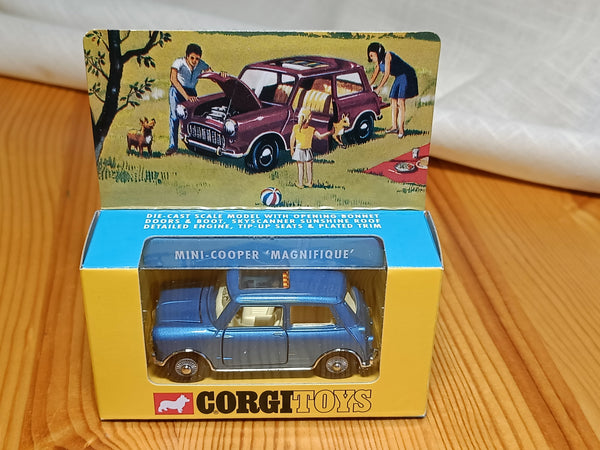 DIE-CAST SCALE MODEL WITH OPENING BONNET
DOORS & BOOT, SKYSCANNER SUNSHINE ROOF
DETAILED ENGINE, TIP-UP SEATS & PLATED TRIM
MINI-COOPER 'MAGNIFIQUE'
CORGI TOYS